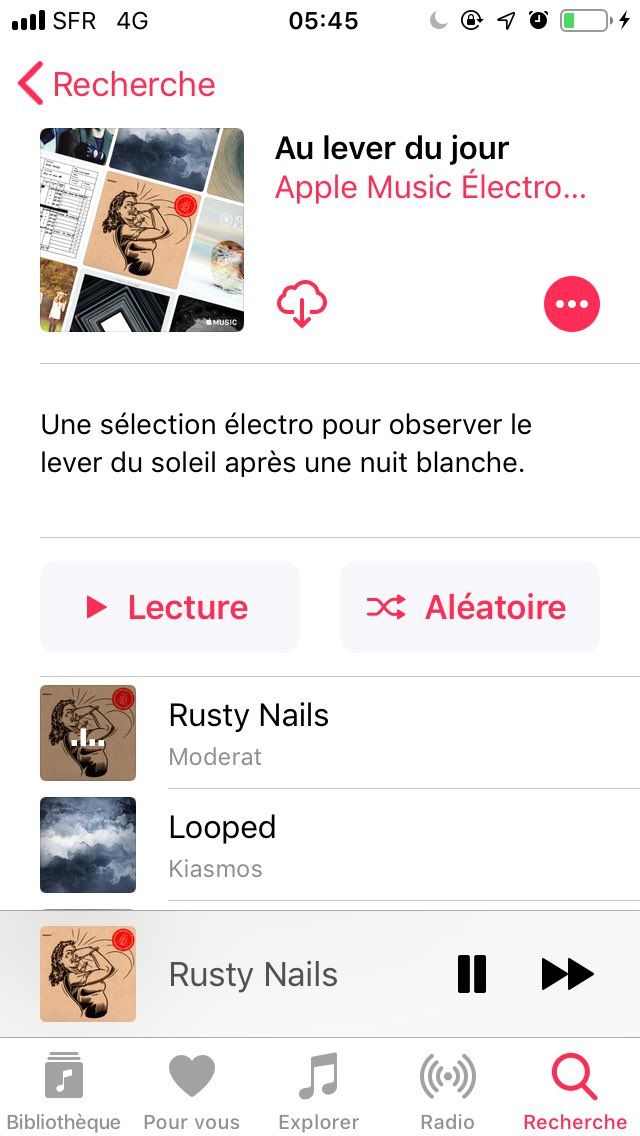 SFR 4G 05:45
Recherche
Au lever du jour
Apple Music Électro...
MUSIC
Une sélection électro pour observer le
lever du soleil après une nuit blanche.
Lecture
Aléatoire
Rusty Nails
Moderat
Looped
Kiasmos
Rusty Nails
Bibliothèque
Pour vous
Explorer
Radio
Recherche